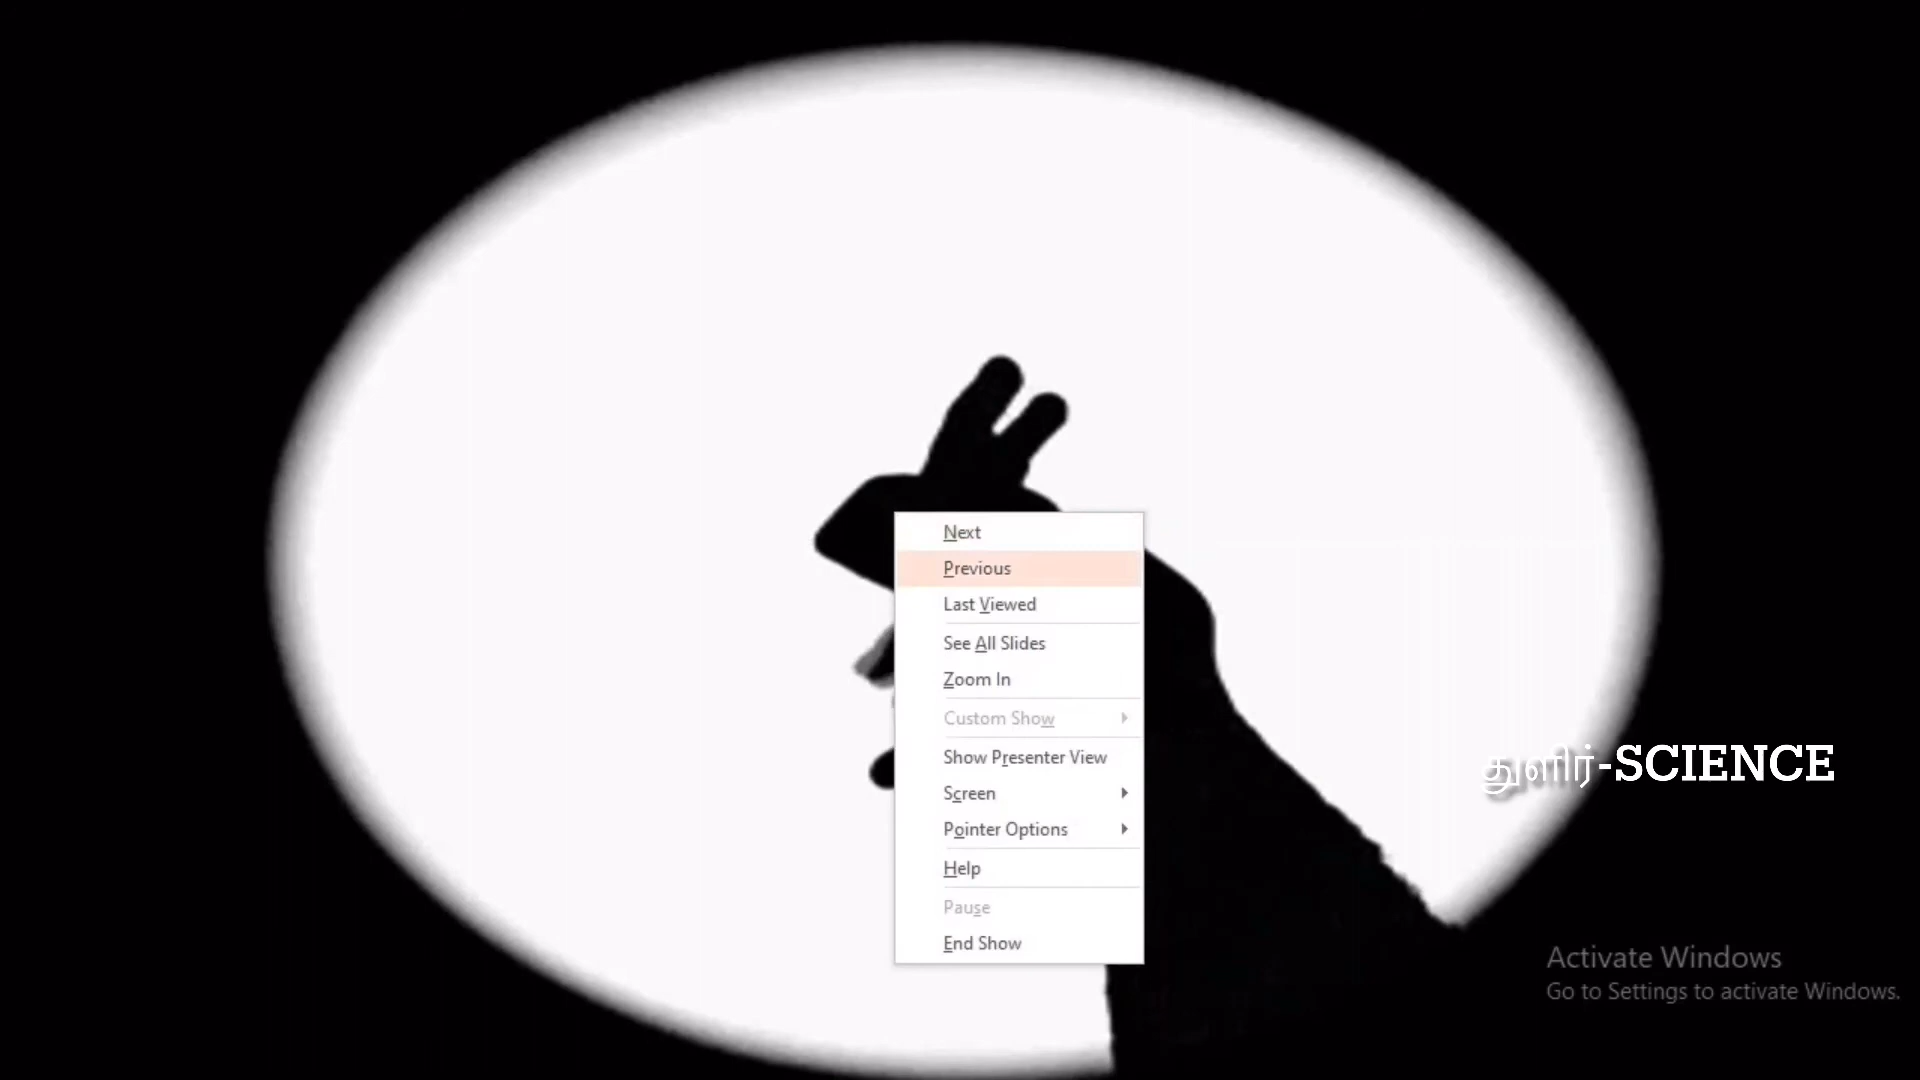 Next
Previous
Last Viewed
See All Slides
Zoom In
Custom Show
Show Presenter View
Screen
Pointer Options
Help
Pause
End Show
துளிர்-SCIENCE
Activate Windows
Go to Settings to activate Windows.